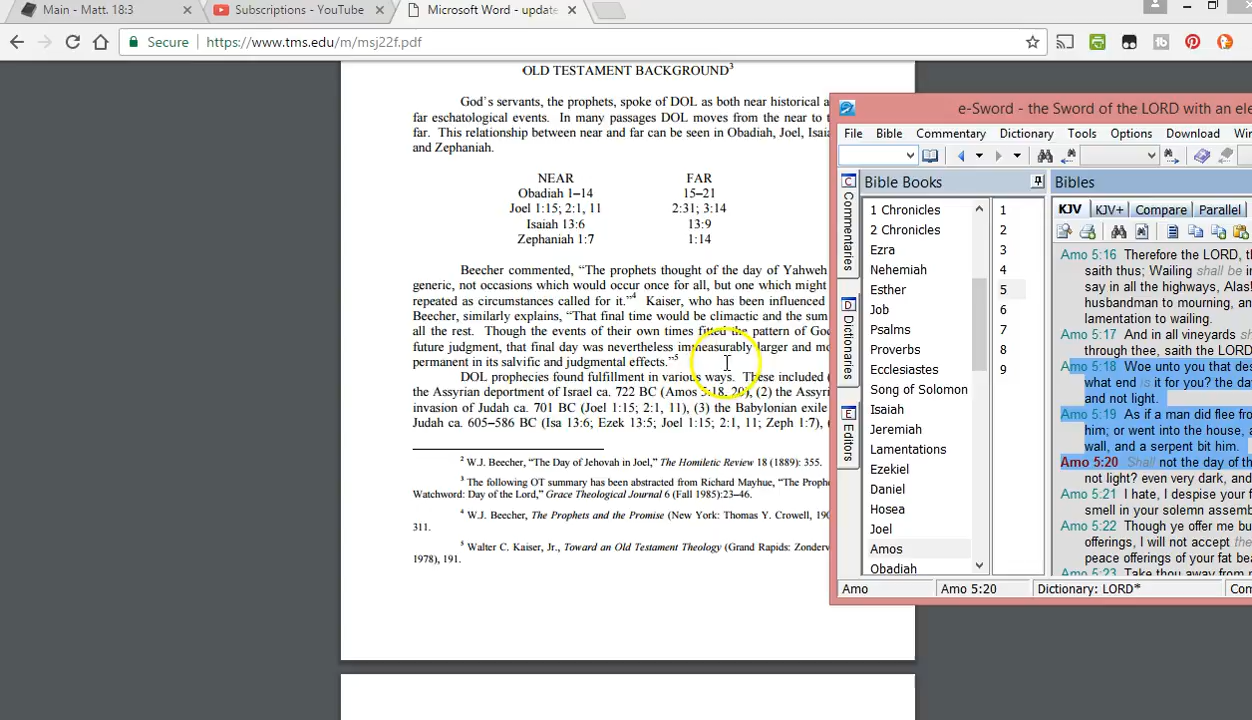 Main - Matt. 18:3
Subscriptions - YouTube
Microsoft Word - update
Secure
https://www.tms.edu/m/msj22f.pdf
OLD TESTAMENT BACKGROUND3
God's servants, the prophets, spoke of DOL as both near historical a
far eschatological events. In many passages DOL moves from the near to t
far. This relationship between near and far can be seen in Obadiah, Joel, Isaia
and Zephaniah.
NEAR FAR
Obadiah 1–14 15–21
Joel 1:15; 2:1, 11 2:31; 3:14
Isaiah 13:6 13:9
Zephaniah 1:7 1:14
Beecher commented, “The prophets thought of the day of Yahweh
generic, not occasions which would occur once for all, but one which might
repeated as circumstances called for it.”4 Kaiser, who has been influenced
Beecher, similarly explains, “That final time would be climactic and the sum
all the rest. Though the events of their own times fitted the pattern of God
future judgment, that final day was nevertheless immeasurably larger and mo
permanent in its salvific and judgmental effects.”5
DOL prophecies found fulfillment in various ways. These included (
the Assyrian deportment of Israel ca. 722 BC (Amos 5:18, 20), (2) the Assyri
invasion of Judah ca. 701 BC (Joel 1:15; 2:1, 11), (3) the Babylonian exile
Judah ca. 605–586 BC (Isa 13:6; Ezek 13:5; Joel 1:15; 2:1, 11; Zeph 1:7), (
2 W.J. Beecher, “The Day of Jehovah in Joel,” The Homiletic Review 18 (1889): 355.
3 The following OT summary has been abstracted from Richard Mayhue, “The Prophe
Watchword: Day of the Lord,” Grace Theological Journal 6 (Fall 1985):23–46.
4 W.J. Beecher, The Prophets and the Promise (New York: Thomas Y. Crowell, 190
311.
5 Walter C. Kaiser, Jr., Toward an Old Testament Theology (Grand Rapids: Zonderv
1978), 191.
e-Sword - the Sword of the LORD with an ele
File Bible Commentary Dictionary Tools Options Download Win
Commentaries
Dictionaries
Editors
Bible Books
1 Chronicles
2 Chronicles
Ezra
Nehemiah
Esther
Job
Psalms
Proverbs
Ecclesiastes
Song of Solomon
Isaiah
Jeremiah
Lamentations
Ezekiel
Daniel
Hosea
Joel
Amos
Obadiah
1
2
3
4
5
6
7
8
9
Bibles
KJV KJV+ Compare Parallel
Amo 5:16 Therefore the LORD, t
saith thus; Wailing shall be in
say in all the highways, Alas!
husbandman to mourning, an
lamentation to wailing.
Amo 5:17 And in all vineyards sh
through thee, saith the LORD
Amo 5:18 Woe unto you that des
what end is it for you? the da
and not light.
Amo 5:19 As if a man did flee fro
him; or went into the house, a
wall, and a serpent bit him.
Amo 5:20 Shall not the day of th
not light? even very dark, and
Amo 5:21 I hate, I despise your f
smell in your solemn assemb
Amo 5:22 Though ye offer me bu
offerings, I will not accept the
peace offerings of your fat bea
Amo 5:23 Take thou away from
Amo Amo 5:20 Dictionary: LORD* Com